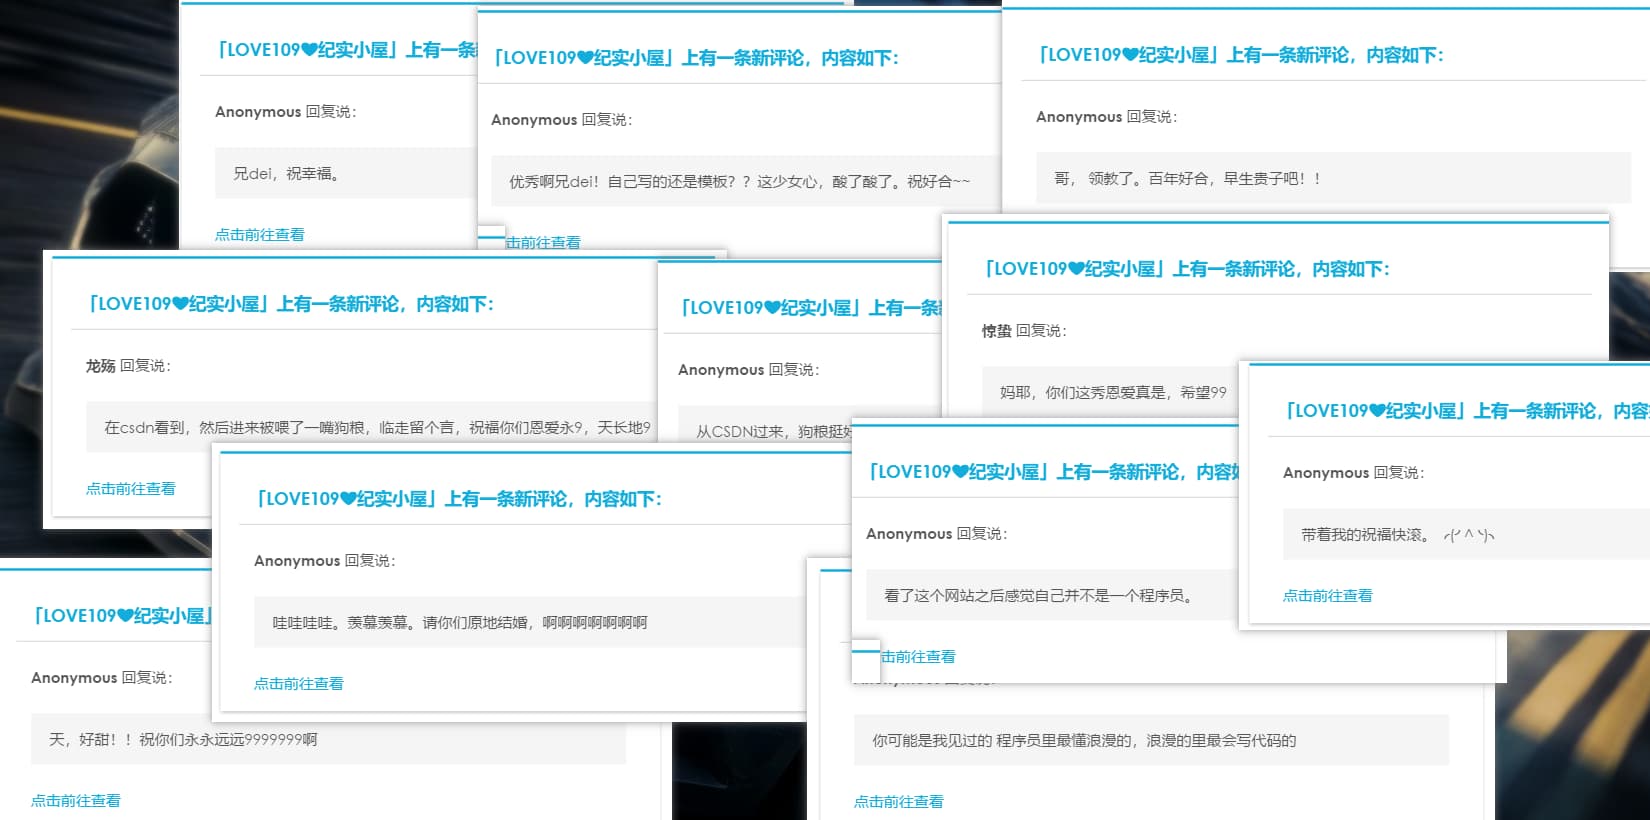 「LOVE109❤纪实小屋」上有一条
Anonymous 回复说：
兄dei，祝幸福。
点击前往查看
「LOVE109❤纪实小屋」上有一条新评论，内容如下：
Anonymous 回复说：
优秀啊兄dei！自己写的还是模板？？这少女心，酸了酸了。祝好合~~
击前往查看
「LOVE109❤纪实小屋」上有一条新评论，内容如下：
Anonymous 回复说：
哥， 领教了。百年好合，早生贵子吧！！
「LOVE109❤纪实小屋」上有一条新评论，内容如下：
龙殇 回复说：
在csdn看到，然后进来被喂了一嘴狗粮，临走留个言，祝福你们恩爱永9，天长地9
点击前往查看
「LOVE109❤纪实小屋」上有一条
Anonymous 回复说：
从CSDN过来，狗粮挺
「LOVE109❤纪实小屋」上有一条新评论，内容如下：
惊蛰 回复说：
妈耶，你们这秀恩爱真是，希望99
「LOVE109❤纪实小屋」上有一条新评论，内容
Anonymous 回复说：
带着我的祝福快滚。 ╭(╯^╰)╮
点击前往查看
「LOVE109❤纪实小屋」上有一条新评论，内容如下：
Anonymous 回复说：
哇哇哇哇。羡慕羡慕。请你们原地结婚，啊啊啊啊啊啊啊
点击前往查看
「LOVE109❤纪实小屋」上有一条新评论，内容
Anonymous 回复说：
看了这个网站之后感觉自己并不是一个程序员。
击前往查看
「LOVE109❤纪实小屋」
Anonymous 回复说：
天，好甜！！祝你们永永远远9999999啊
点击前往查看
你可能是我见过的 程序员里最懂浪漫的，浪漫的里最会写代码的
点击前往查看